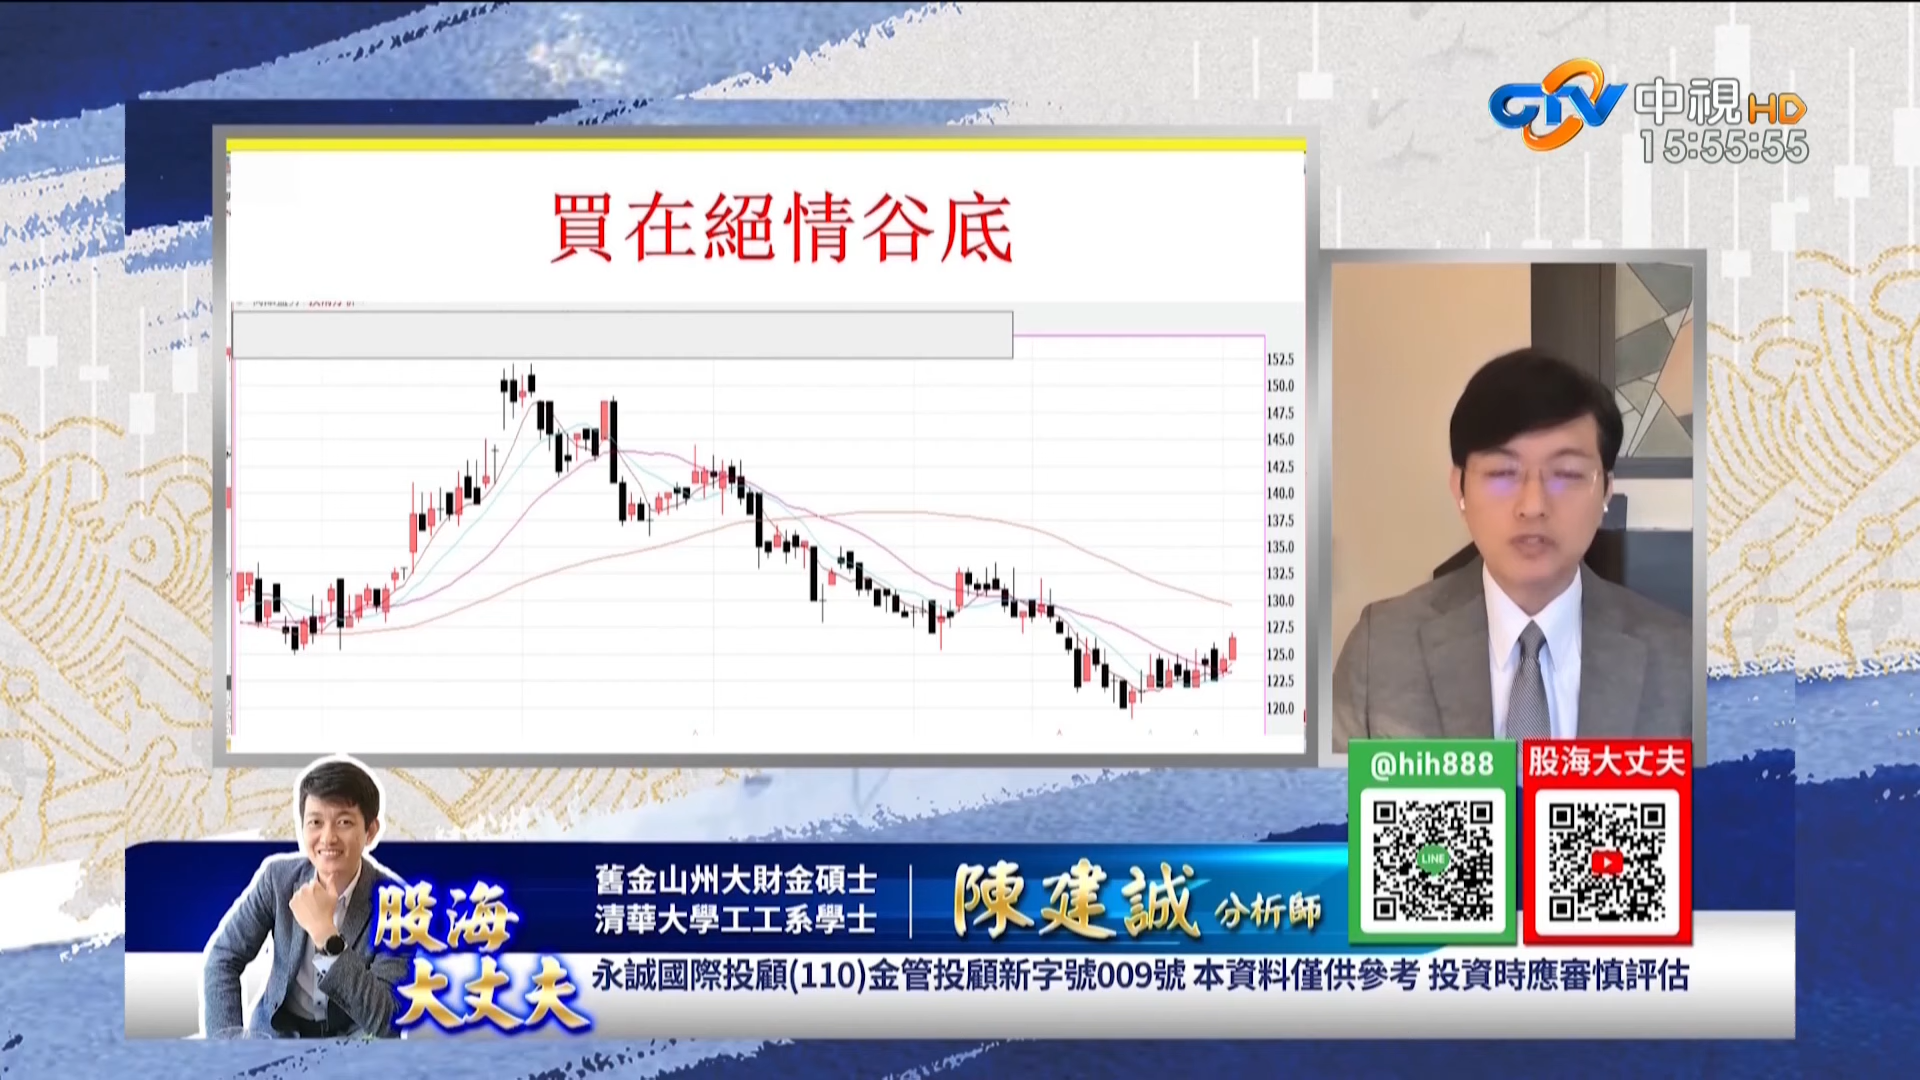 CTV 中視 HD
15:55:55
買在絕情谷底
152.5
150.0
147.5
145.0
142.5
140.0
137.5
135.0
132.5
130.0
127.5
125.0
122.5
120.0
@hih888
LINE
股海大丈夫
股海
大丈夫
舊金山州大財金碩士
清華大學工工系學士
陳建誠 分析師
永誠國際投顧(110)金管投顧新字號009號 本資料僅供參考 投資時應審慎評估